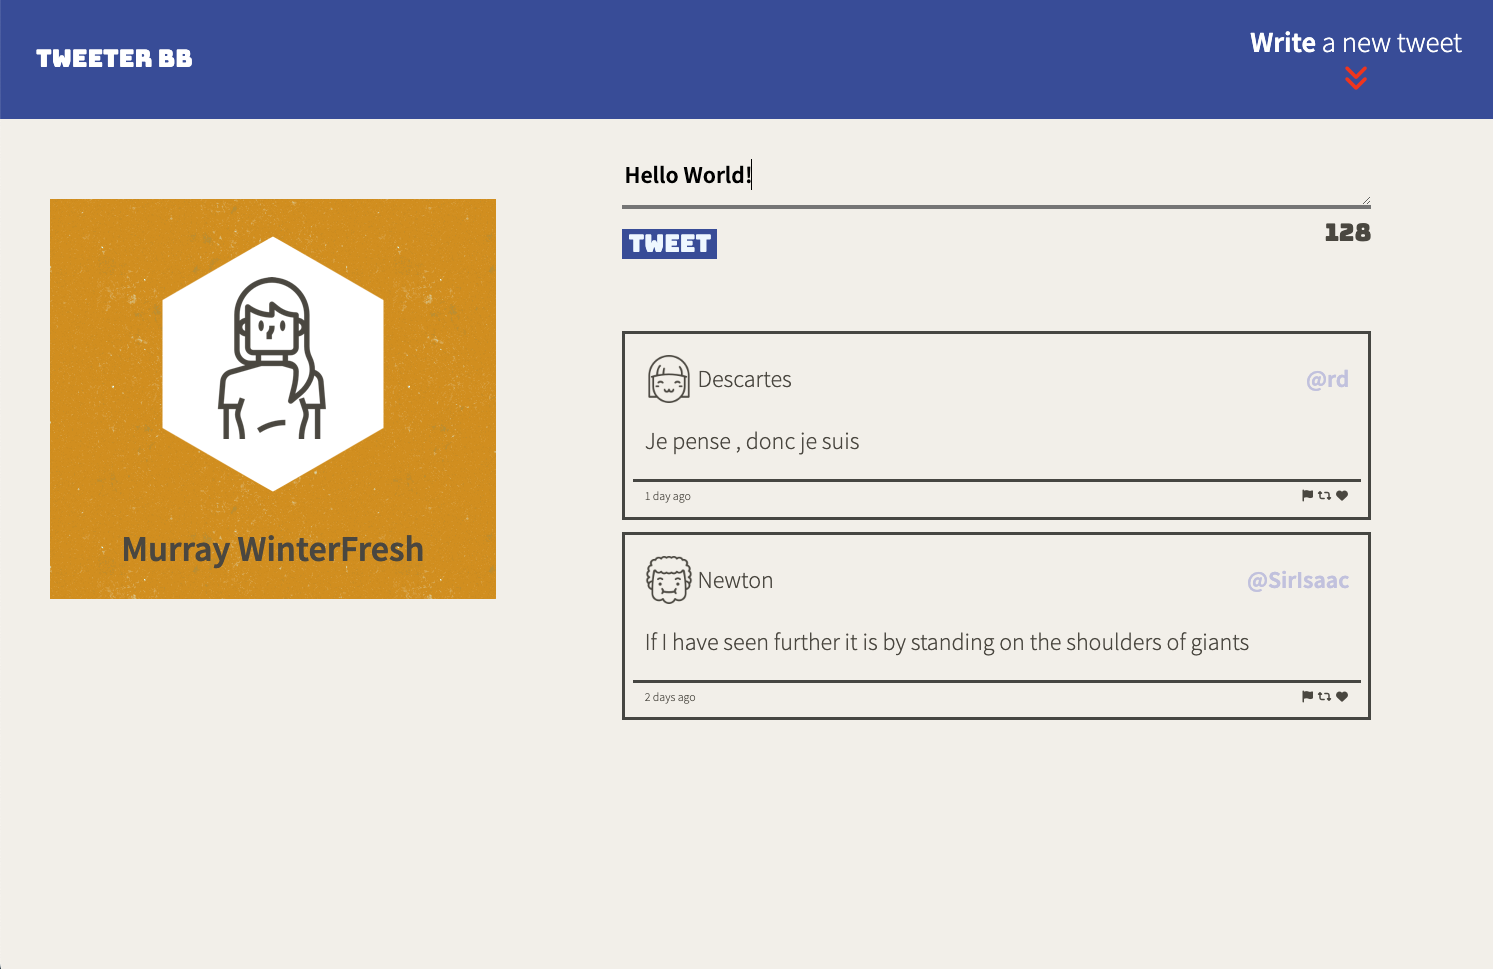 TWEETER BB
Write a new tweet
Hello World!
TWEET
128
Murray WinterFresh
Descartes
@rd
Je pense , donc je suis
1 day ago
Newton
@SirIsaac
If I have seen further it is by standing on the shoulders of giants
2 days ago